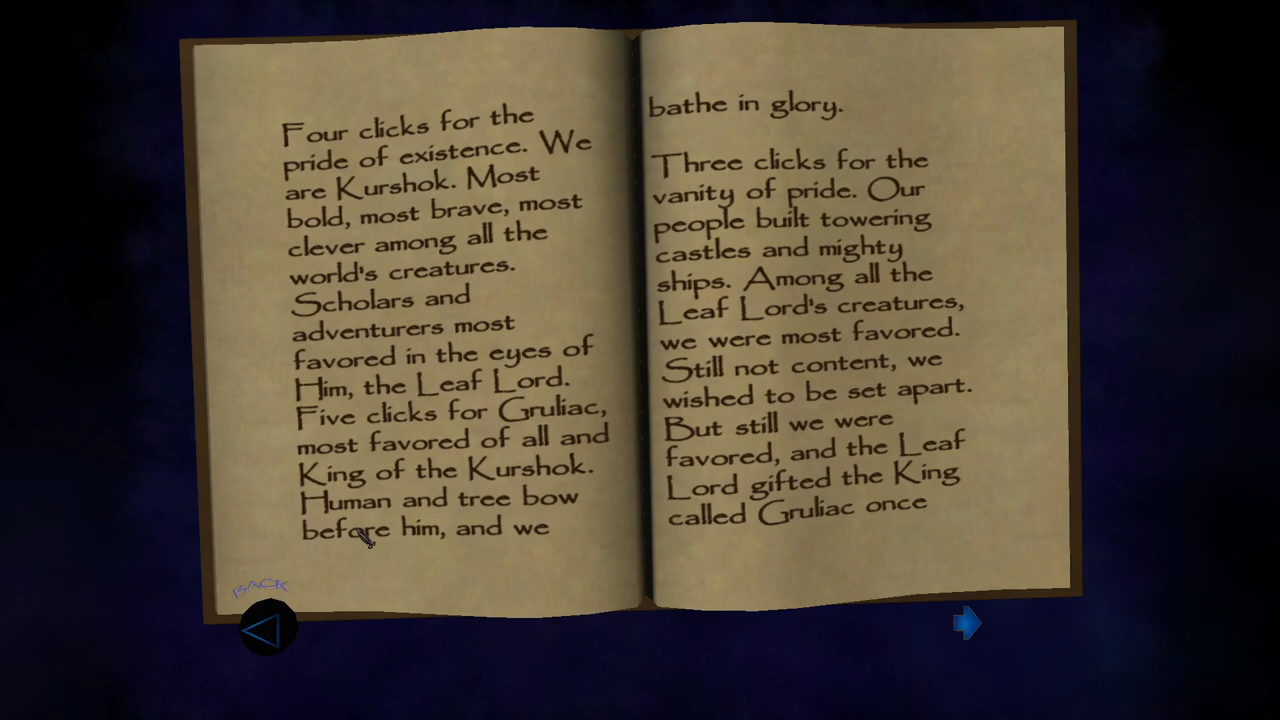 Four clicks for the
pride of existence. We
are Kurshok. Most
bold, most brave, most
clever among all the
world's creatures.
Scholars and
adventurers most
favored in the eyes of
Him, the Leaf Lord.
Five clicks for Gruliac,
most favored of all and
King of the Kurshok.
Human and tree bow
before him, and we
BACK
bathe in glory.
Three clicks for the
vanity of pride. Our
people built towering
castles and mighty
ships. Among all the
Leaf Lord's creatures,
we were most favored.
Still not content, we
wished to be set apart.
But still we were
favored, and the Leaf
Lord gifted the King
called Gruliac once